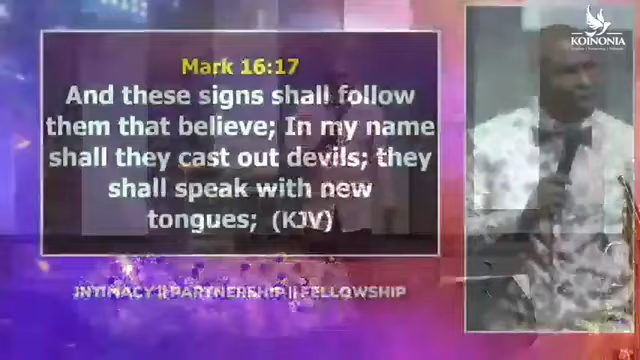 Mark 16:17
And these signs shall follow
them that believe; In my name
shall they cast out devils; they
shall speak with new
tongues; (KJV)
INTIMACY || PARTNERSHIP || FELLOWSHIP
KOINONIA